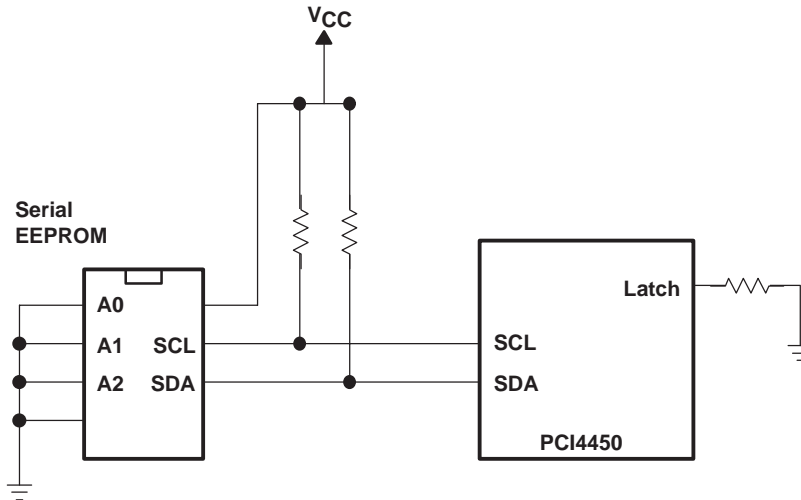 VCC
Serial
EEPROM
A0
A1 SCL
A2 SDA
Latch
SCL
SDA
PCI4450